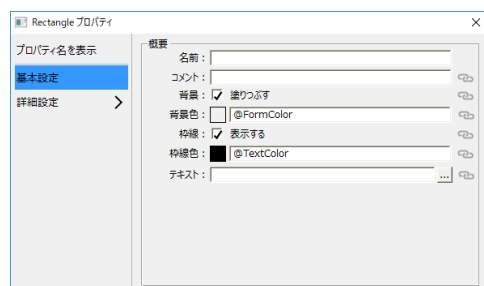 Rectangle プロパティ
プロパティ名を表示
基本設定
詳細設定
概要
名前：
コメント：
背景： 塗りつぶす
背景色： @FormColor
枠線： 表示する
枠線色： @TextColor
テキスト： ...